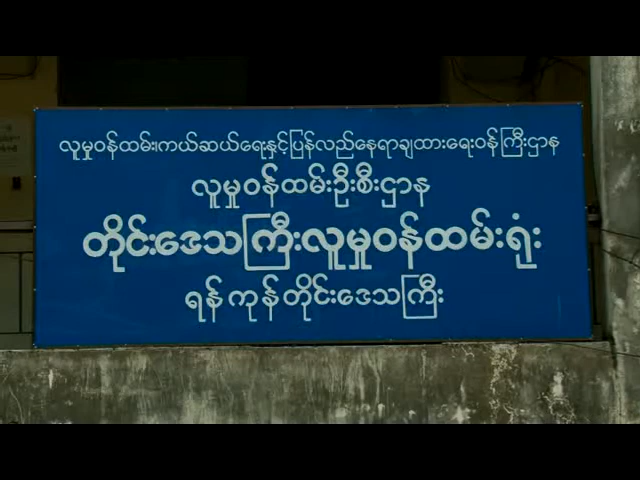 လူမှုဝန်ထမ်း၊ကယ်ဆယ်ရေးနှင့်ပြန်လည်နေရာချထားရေးဝန်ကြီးဌာန
လူမှုဝန်ထမ်းဦးစီးဌာန
တိုင်းဒေသကြီးလူမှုဝန်ထမ်းရုံး
ရန်ကုန်တိုင်းဒေသကြီး